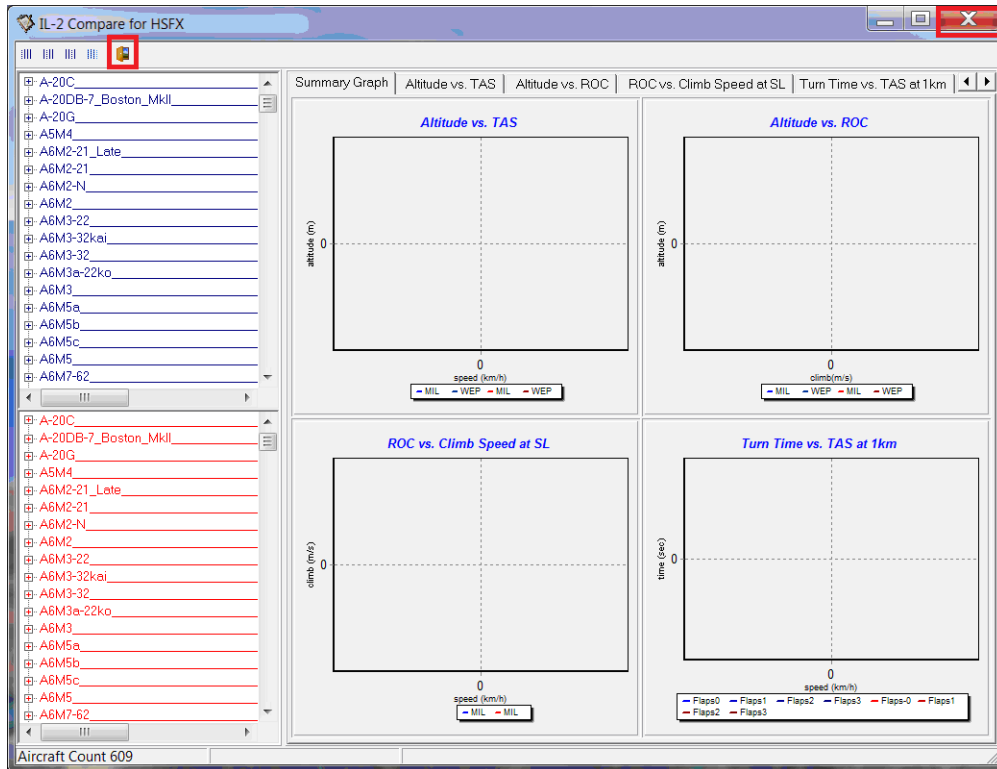 IL-2 Compare for HSFX
A-20C
A-20DB-7_Boston_MkII
A-20G
A5M4
A6M2-21_Late
A6M2-21
A6M2-N
A6M2
A6M3-22
A6M3-32kai
A6M3-32
A6M3a-22ko
A6M3
A6M5a
A6M5b
A6M5c
A6M5
A6M7-62
A-20C
A-20DB-7_Boston_MkII
A-20G
A5M4
A6M2-21_Late
A6M2-21
A6M2-N
A6M2
A6M3-22
A6M3-32kai
A6M3-32
A6M3a-22ko
A6M3
A6M5a
A6M5b
A6M5c
A6M5
A6M7-62
Summary Graph Altitude vs. TAS Altitude vs. ROC ROC vs. Climb Speed at SL Turn Time vs. TAS at 1km
Altitude vs. TAS
altitude (m)
0
0
speed (km/h)
MIL WEP MIL WEP
Altitude vs. ROC
altitude (m)
0
0
climb(m/s)
MIL WEP MIL WEP
ROC vs. Climb Speed at SL
climb (m/s)
0
0
speed (km/h)
MIL MIL
Turn Time vs. TAS at 1km
time (sec)
0
0
speed (km/h)
Flaps0 Flaps1 Flaps2 Flaps3 Flaps-0 Flaps1
Flaps2 Flaps3
Aircraft Count 609